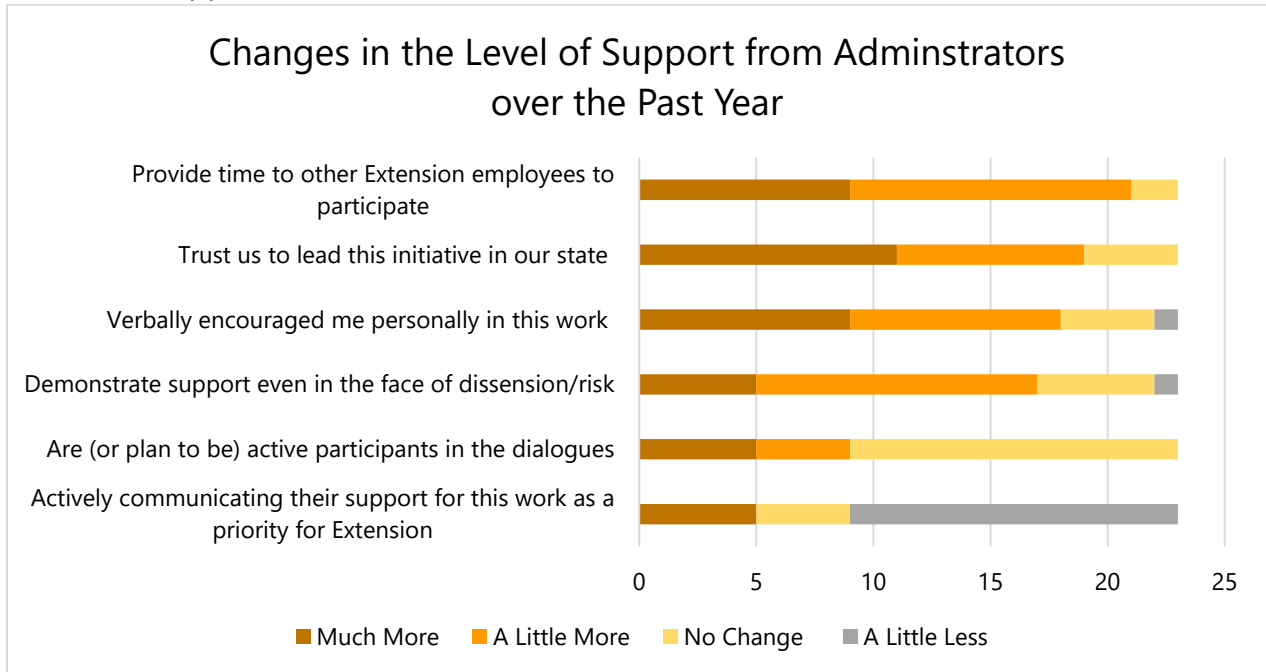 Changes in the Level of Support from Adminstrators
over the Past Year
Provide time to other Extension employees to
participate
Trust us to lead this initiative in our state
Verbally encouraged me personally in this work
Demonstrate support even in the face of dissension/risk
Are (or plan to be) active participants in the dialogues
Actively communicating their support for this work as a
priority for Extension
0 5 10 15 20 25
Much More A Little More No Change A Little Less